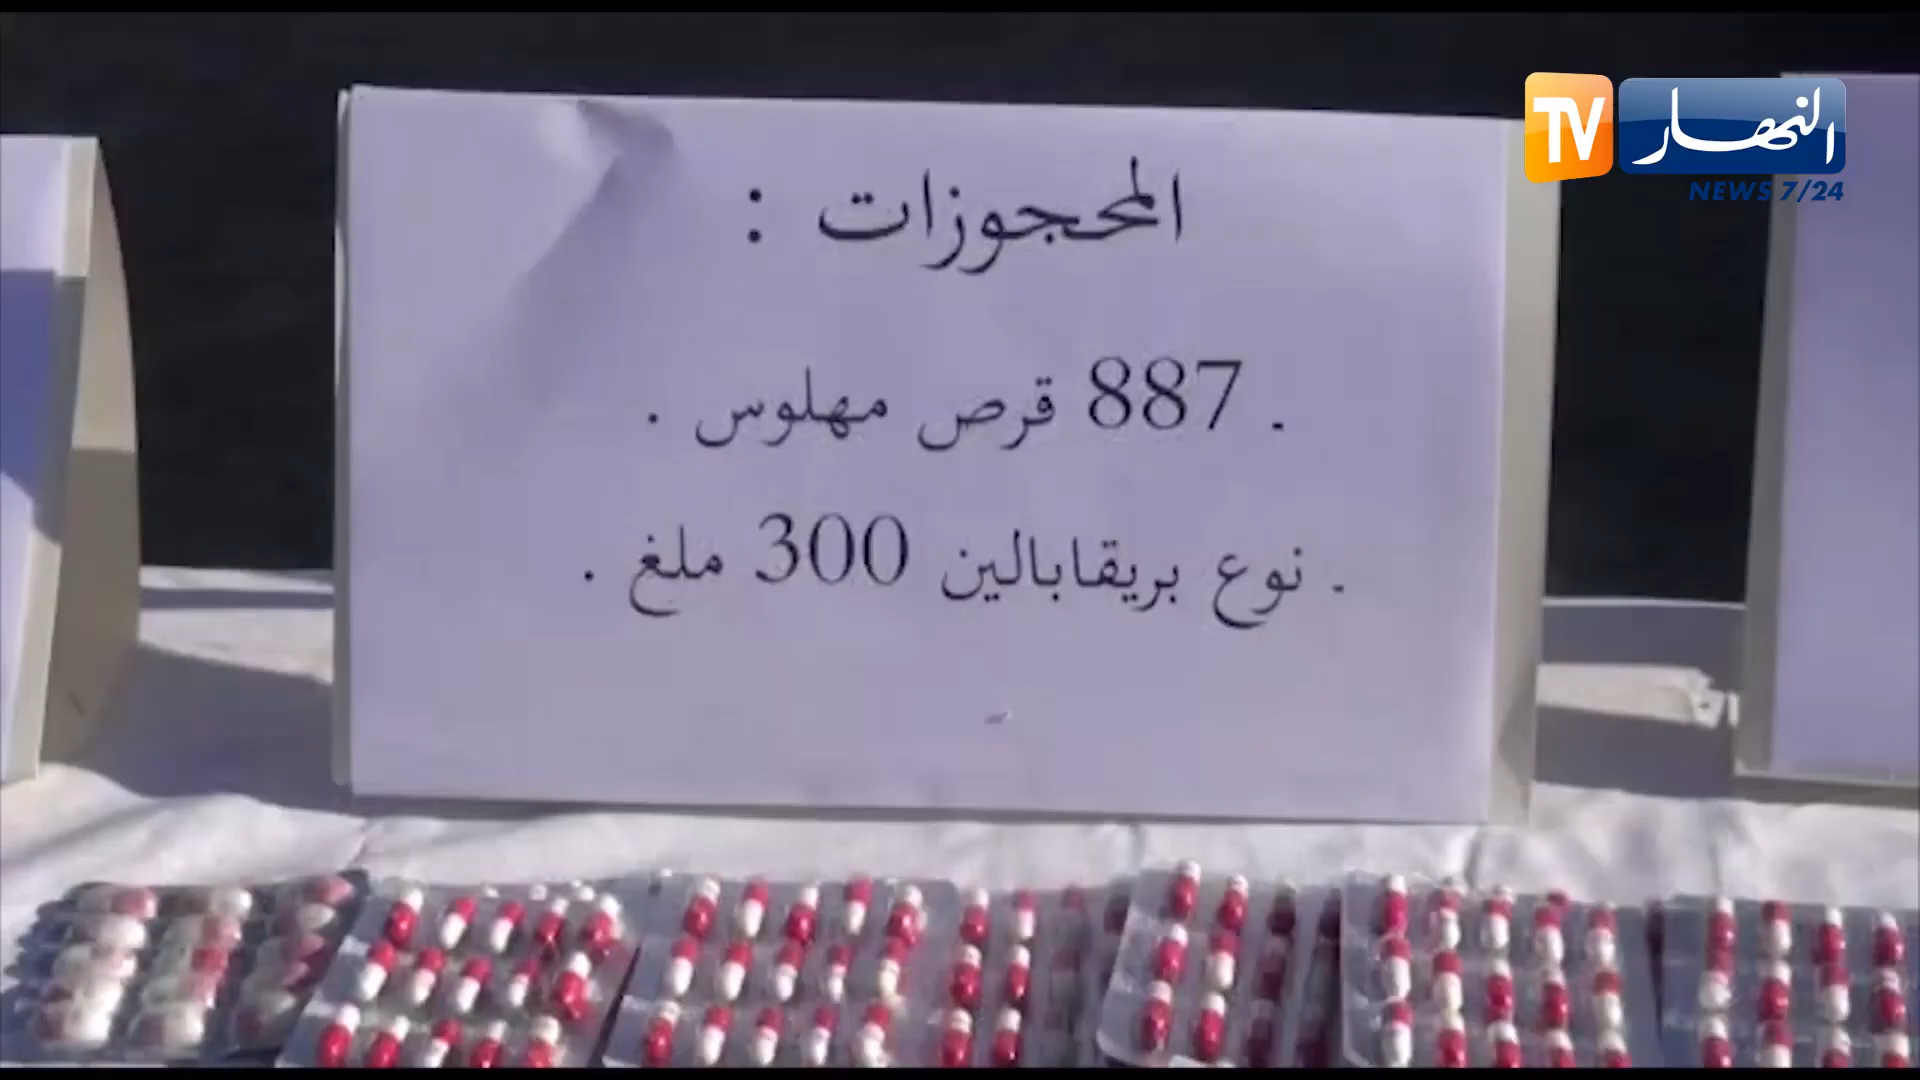 TV النهار
NEWS 7/24
المحجوزات :
. 887 قرص مهلوس .
. نوع بريقابالين 300 ملغ .